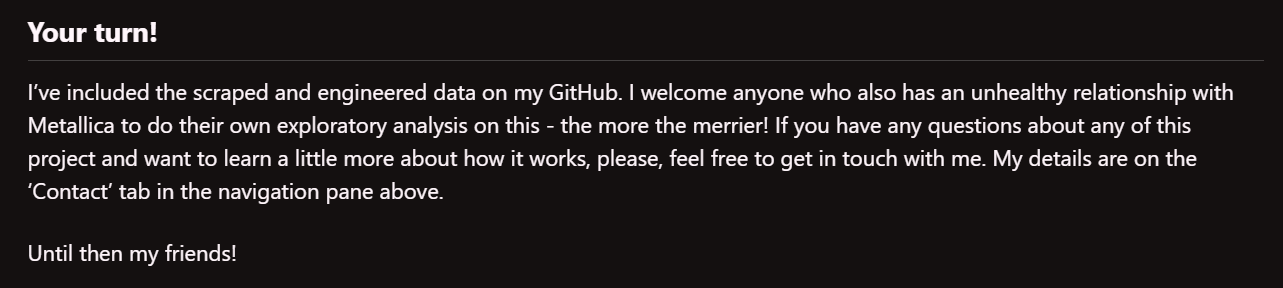 Your turn!
I’ve included the scraped and engineered data on my GitHub. I welcome anyone who also has an unhealthy relationship with
Metallica to do their own exploratory analysis on this - the more the merrier! If you have any questions about any of this
project and want to learn a little more about how it works, please, feel free to get in touch with me. My details are on the
‘Contact’ tab in the navigation pane above.
Until then my friends!